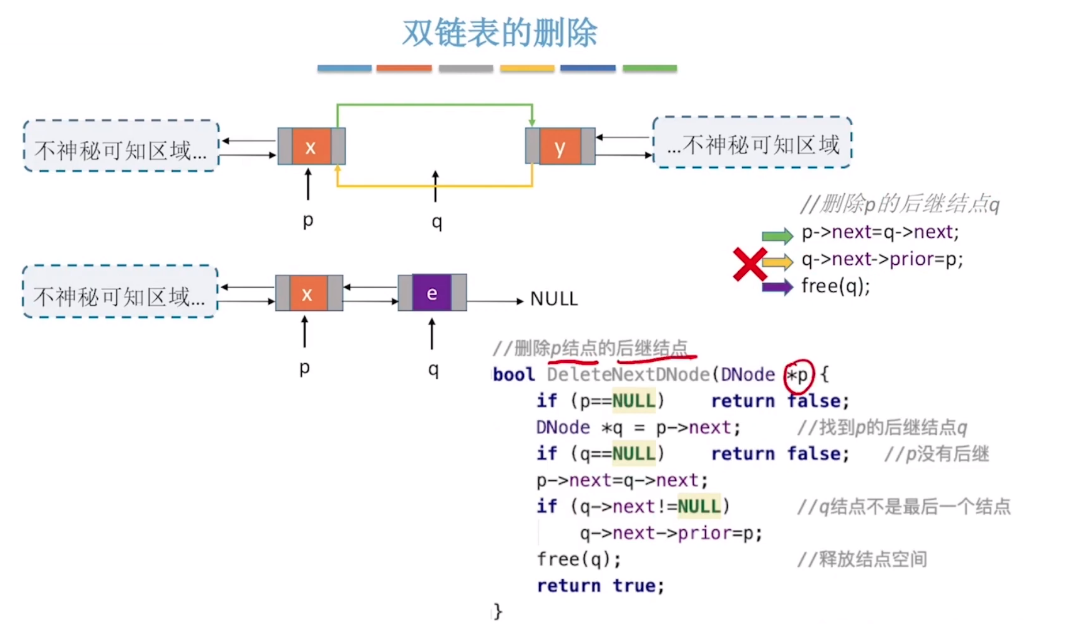 双链表的删除
不神秘可知区域...
x
y
...不神秘可知区域
p
q
//删除p的后继结点q
p->next=q->next;
q->next->prior=p;
free(q);
不神秘可知区域...
x
e
NULL
p
q
//删除p结点的后继结点
bool DeleteNextDNode(DNode *p) {
if (p==NULL) return false;
DNode *q = p->next; //找到p的后继结点q
if (q==NULL) return false; //p没有后继
p->next=q->next;
if (q->next!=NULL) //q结点不是最后一个结点
q->next->prior=p;
free(q); //释放结点空间
return true;
}